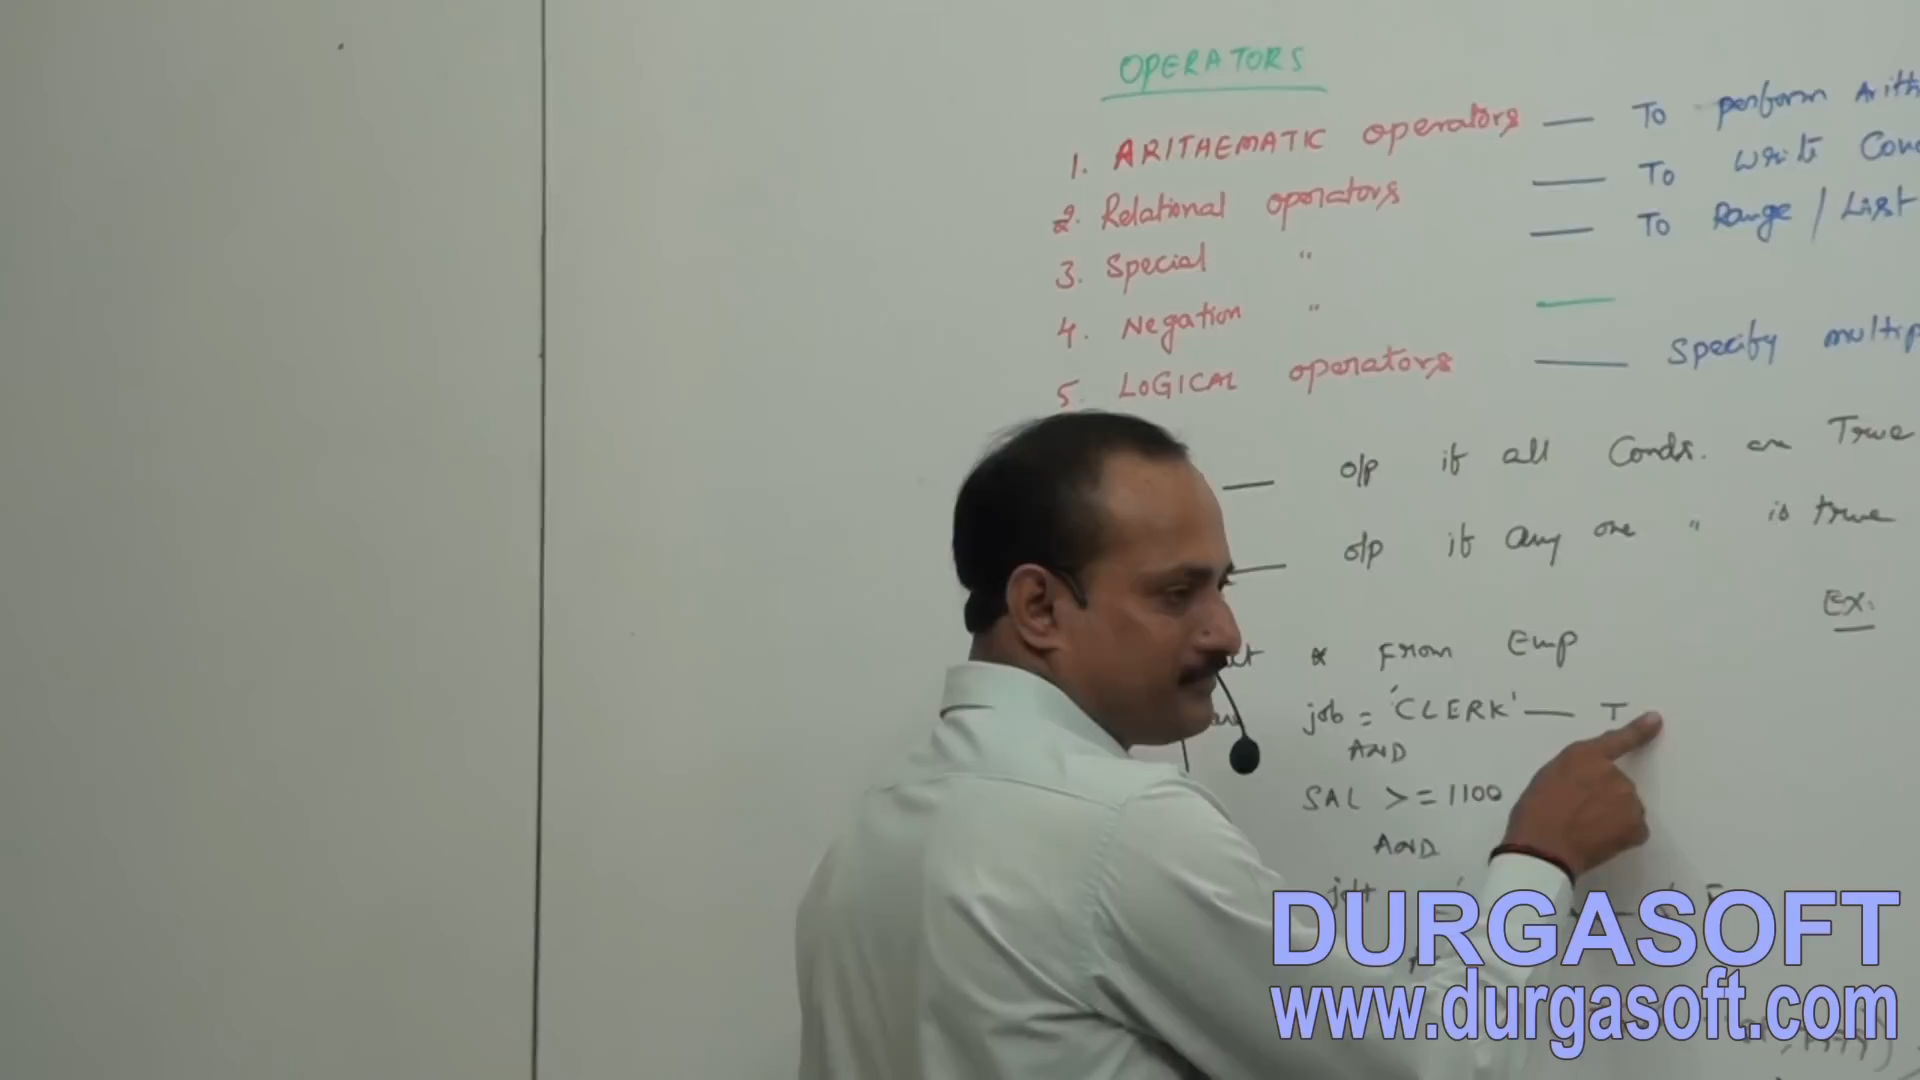 OPERATORS
1. ARITHEMATIC operators — To perform Arith
2. Relational operators — To write Con
3. Special " — To Range / List
4. Negation " —
5. LOGICAL operators — Specify multip
— o/p if all Conds. are True
— o/p if any one " is true
Ex:
* From Emp
job = 'CLERK' — T
AND
SAL >= 1100
AND
DURGASOFT
www.durgasoft.com